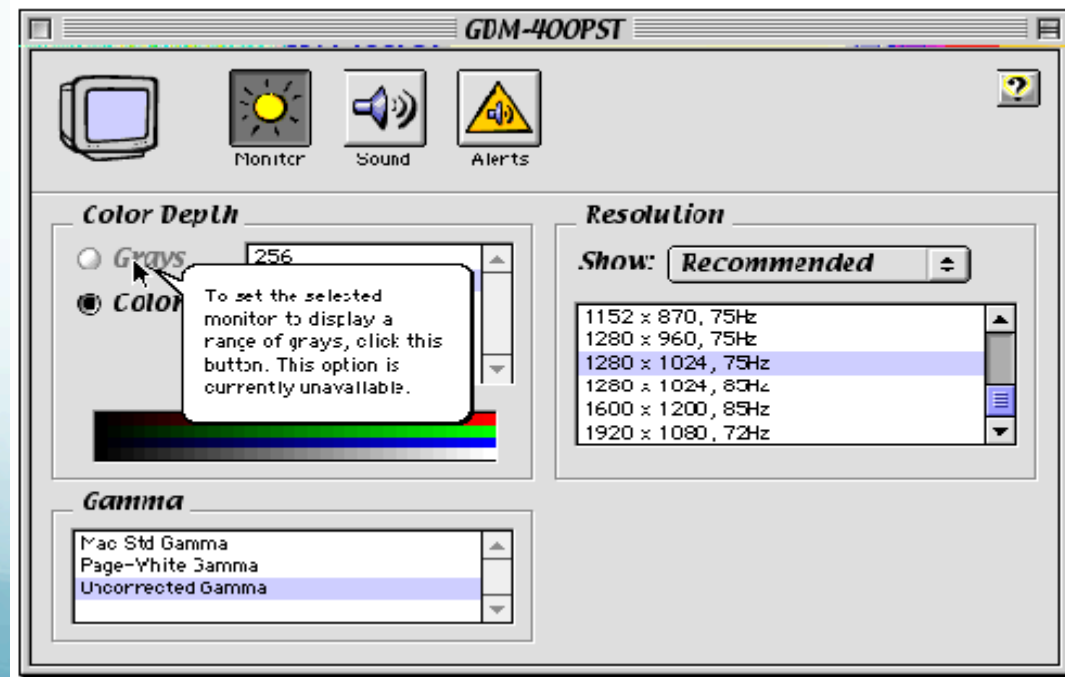 GDM-400PST
Monitor
Sound
Alerts
Color Depth
Grays
256
Color
To set the selected
monitor to display a
range of grays, click this
button. This option is
currently unavailable.
Resolution
Show: Recommended
1152 x 870, 75Hz
1280 x 960, 75Hz
1280 x 1024, 75Hz
1280 x 1024, 85Hz
1600 x 1200, 85Hz
1920 x 1080, 72Hz
Gamma
Mac Std Gamma
Page-White Gamma
Uncorrected Gamma